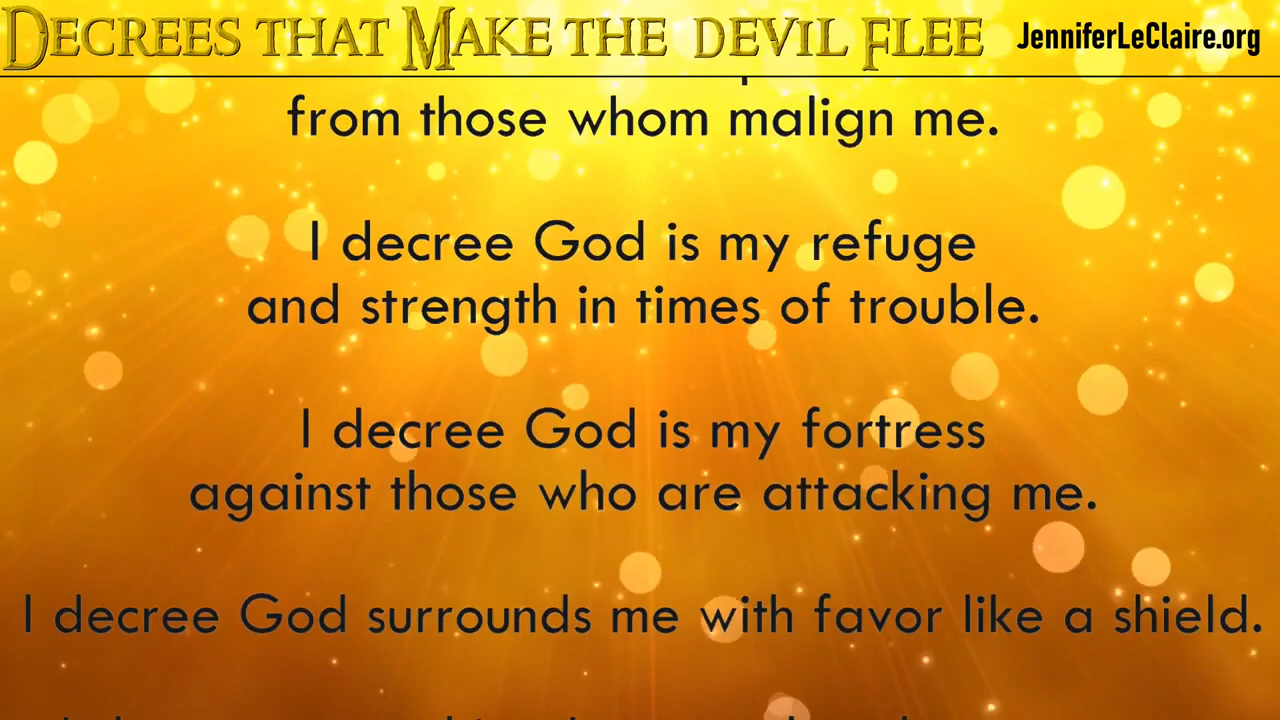 DECREES THAT MAKE THE DEVIL FLEE JenniferLeClaire.org
from those whom malign me.
I decree God is my refuge
and strength in times of trouble.
I decree God is my fortress
against those who are attacking me.
I decree God surrounds me with favor like a shield.